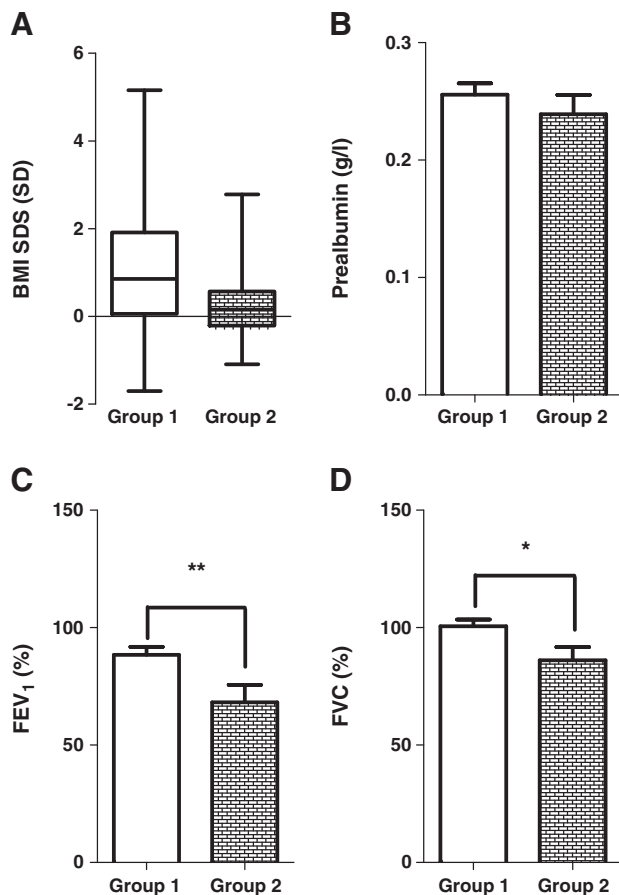 A
BMI SDS (SD)
6
4
2
0
-2
Group 1 Group 2
B
Prealbumin (g/l)
0.3
0.2
0.1
0.0
Group 1 Group 2
C
FEV₁ (%)
150
100
50
0
**
Group 1 Group 2
D
FVC (%)
150
100
50
0
*
Group 1 Group 2